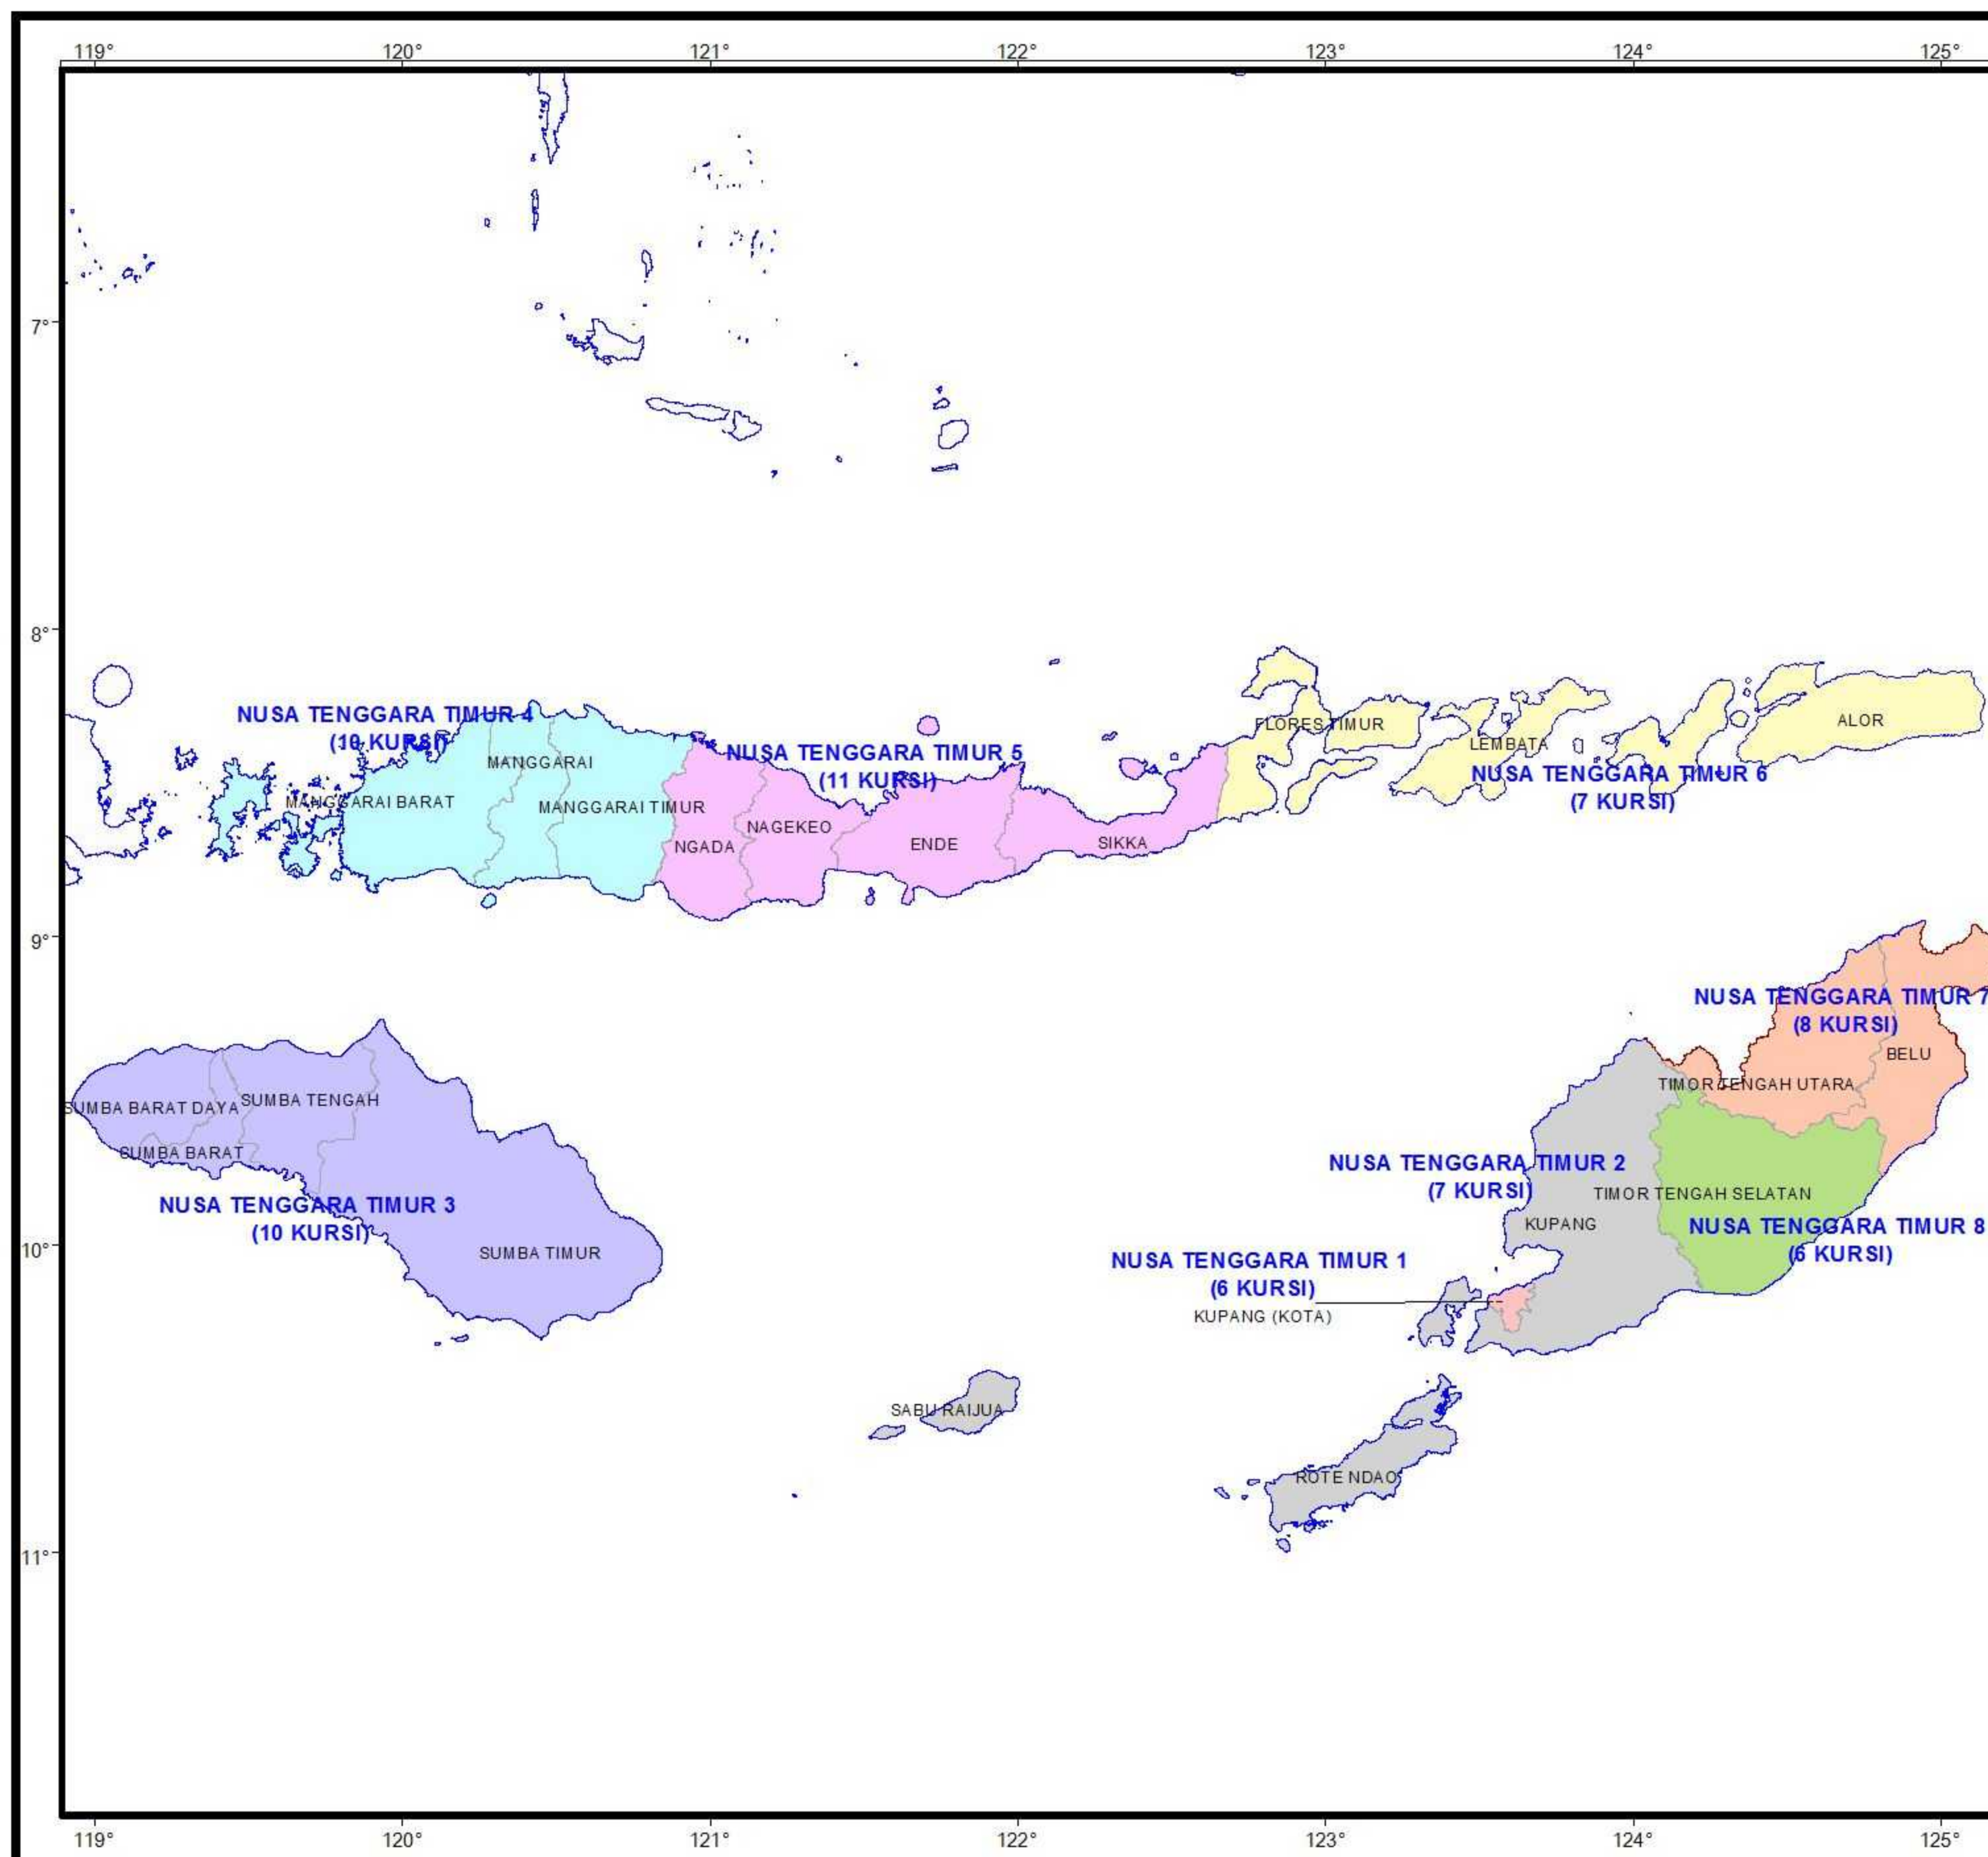 119° 120° 121° 122° 123° 124° 125°
7°
8°
NUSA TENGGARA TIMUR 4
(10 KURSI)
MANGGARAI
MANGGARAI BARAT
MANGGARAI TIMUR
NUSA TENGGARA TIMUR 5
(11 KURSI)
NGADA
NAGEKEO
ENDE
SIKKA
FLORES TIMUR
LEMBATA
ALOR
NUSA TENGGARA TIMUR 6
(7 KURSI)
9°
NUSA TENGGARA TIMUR 7
(8 KURSI)
BELU
TIMOR TENGAH UTARA
SUMBA BARAT DAYA
SUMBA TENGAH
SUMBA BARAT
NUSA TENGGARA TIMUR 3
(10 KURSI)
SUMBA TIMUR
NUSA TENGGARA TIMUR 2
(7 KURSI)
TIMOR TENGAH SELATAN
KUPANG
NUSA TENGGARA TIMUR 8
(6 KURSI)
10°
NUSA TENGGARA TIMUR 1
(6 KURSI)
KUPANG (KOTA)
SABU RAIJUA
ROTE NDAO
11°
119° 120° 121° 122° 123° 124° 125°